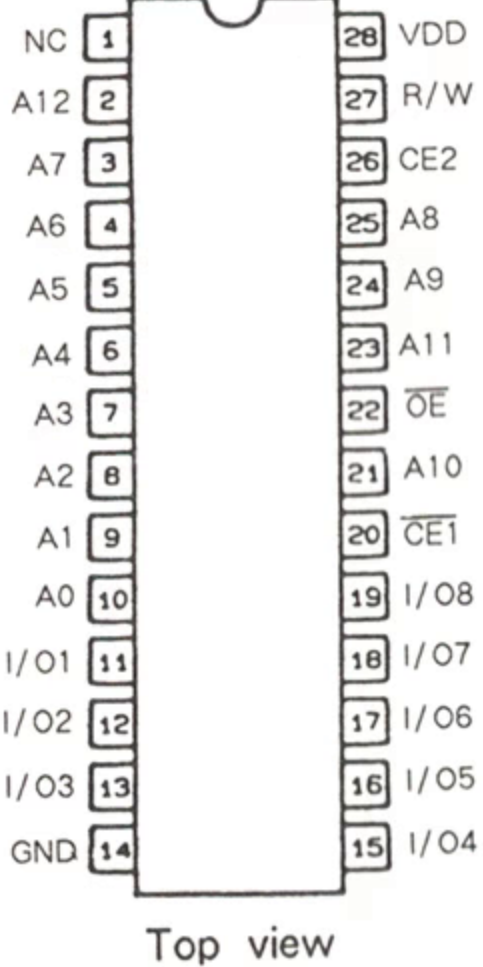 NC 1 28 VDD
A12 2 27 R/W
A7 3 26 CE2
A6 4 25 A8
A5 5 24 A9
A4 6 23 A11
A3 7 22 O̅E̅
A2 8 21 A10
A1 9 20 C̅E̅1̅
A0 10 19 I/O8
I/O1 11 18 I/O7
I/O2 12 17 I/O6
I/O3 13 16 I/O5
GND 14 15 I/O4
Top view